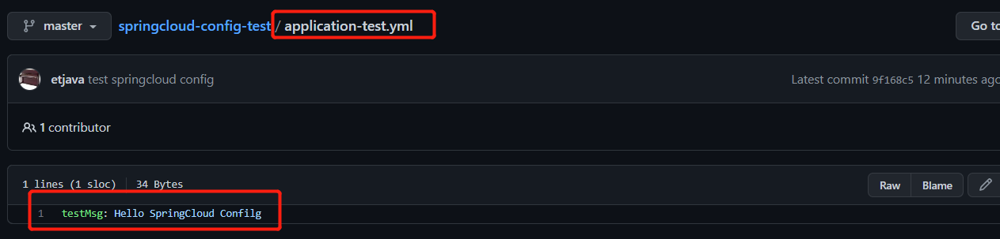 master springcloud-config-test / application-test.yml Go to
etjava test springcloud config Latest commit 9f168c5 12 minutes ago
1 contributor
1 lines (1 sloc) 34 Bytes Raw Blame
1 testMsg: Hello SpringCloud Confilg